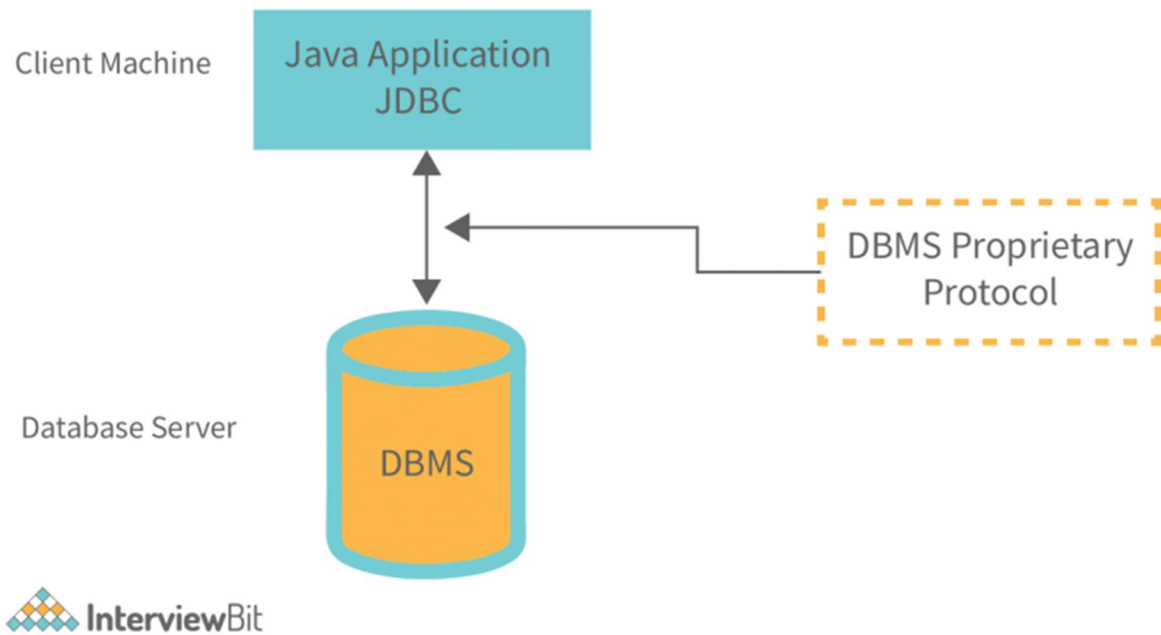 Client Machine
Java Application
JDBC
DBMS Proprietary
Protocol
Database Server
DBMS
InterviewBit